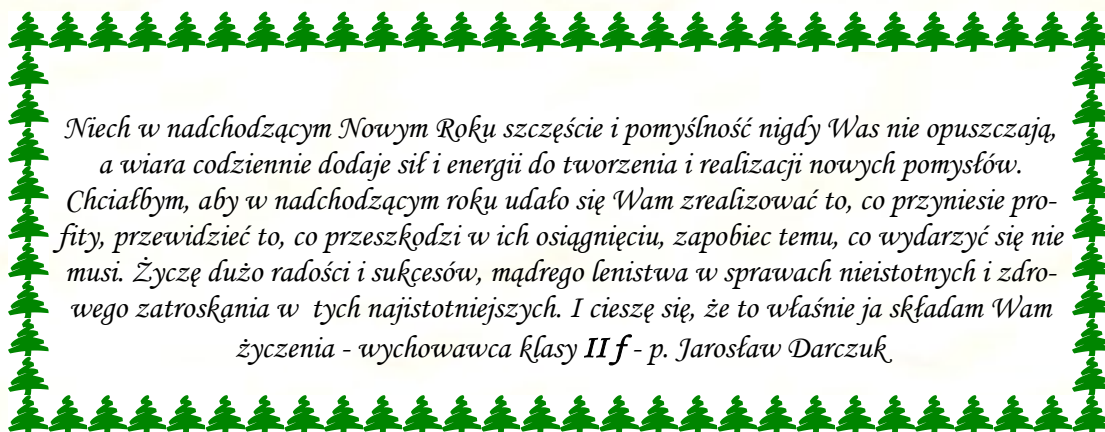 Niech w nadchodzącym Nowym Roku szczęście i pomyślność nigdy Was nie opuszczają,
a wiara codziennie dodaje sił i energii do tworzenia i realizacji nowych pomysłów.
Chciałbym, aby w nadchodzącym roku udało się Wam zrealizować to, co przyniesie pro-
fity, przewidzieć to, co przeszkodzi w ich osiągnięciu, zapobiec temu, co wydarzyć się nie
musi. Życzę dużo radości i sukcesów, mądrego lenistwa w sprawach nieistotnych i zdro-
wego zatroskania w tych najistotniejszych. I cieszę się, że to właśnie ja składam Wam
życzenia - wychowawca klasy II f - p. Jarosław Darczuk